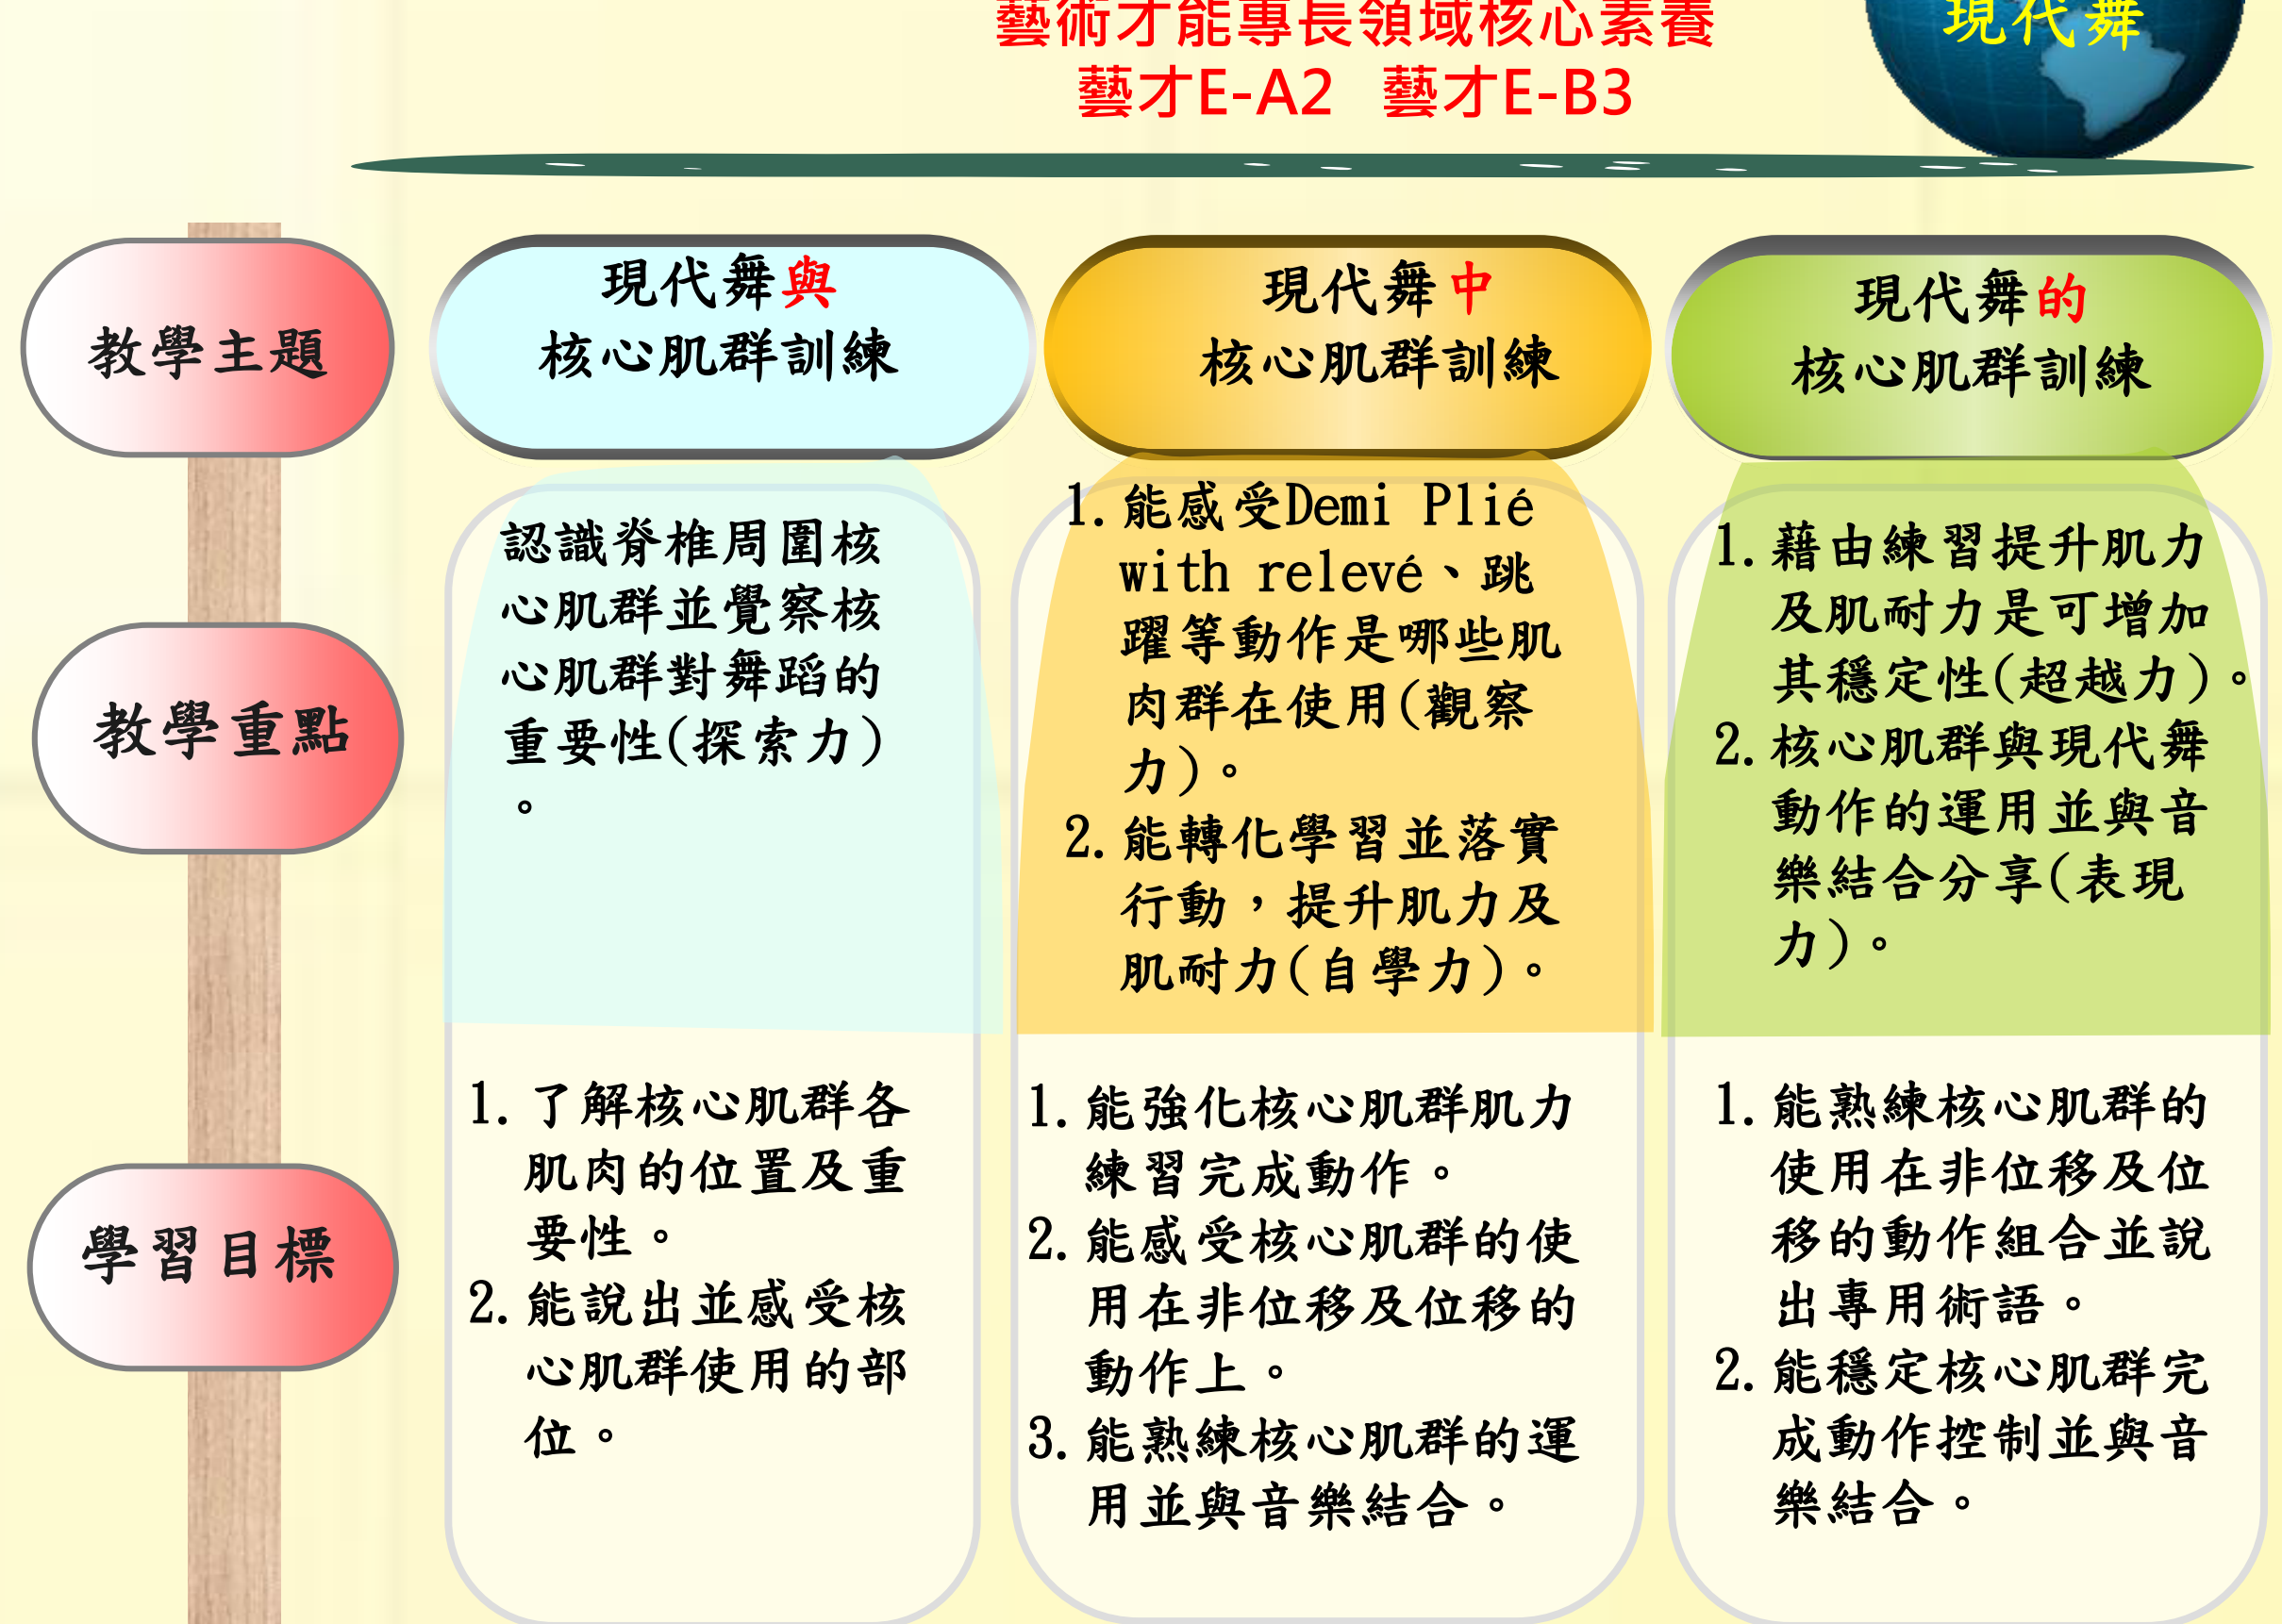 藝術才能專長領域核心素養
藝才E-A2 藝才E-B3
現代舞
教學主題
現代舞與
核心肌群訓練
現代舞中
核心肌群訓練
現代舞的
核心肌群訓練
教學重點
認識脊椎周圍核
心肌群並覺察核
心肌群對舞蹈的
重要性(探索力)
。
1. 能感受Demi Plié
with relevé、跳
躍等動作是哪些肌
肉群在使用(觀察
力)。
2. 能轉化學習並落實
行動，提升肌力及
肌耐力(自學力)。
1. 藉由練習提升肌力
及肌耐力是可增加
其穩定性(超越力)。
2. 核心肌群與現代舞
動作的運用並與音
樂結合分享(表現
力)。
學習目標
1. 了解核心肌群各
肌肉的位置及重
要性。
2. 能說出並感受核
心肌群使用的部
位。
1. 能強化核心肌群肌力
練習完成動作。
2. 能感受核心肌群的使
用在非位移及位移的
動作上。
3. 能熟練核心肌群的運
用並與音樂結合。
1. 能熟練核心肌群的
使用在非位移及位
移的動作組合並說
出專用術語。
2. 能穩定核心肌群完
成動作控制並與音
樂結合。